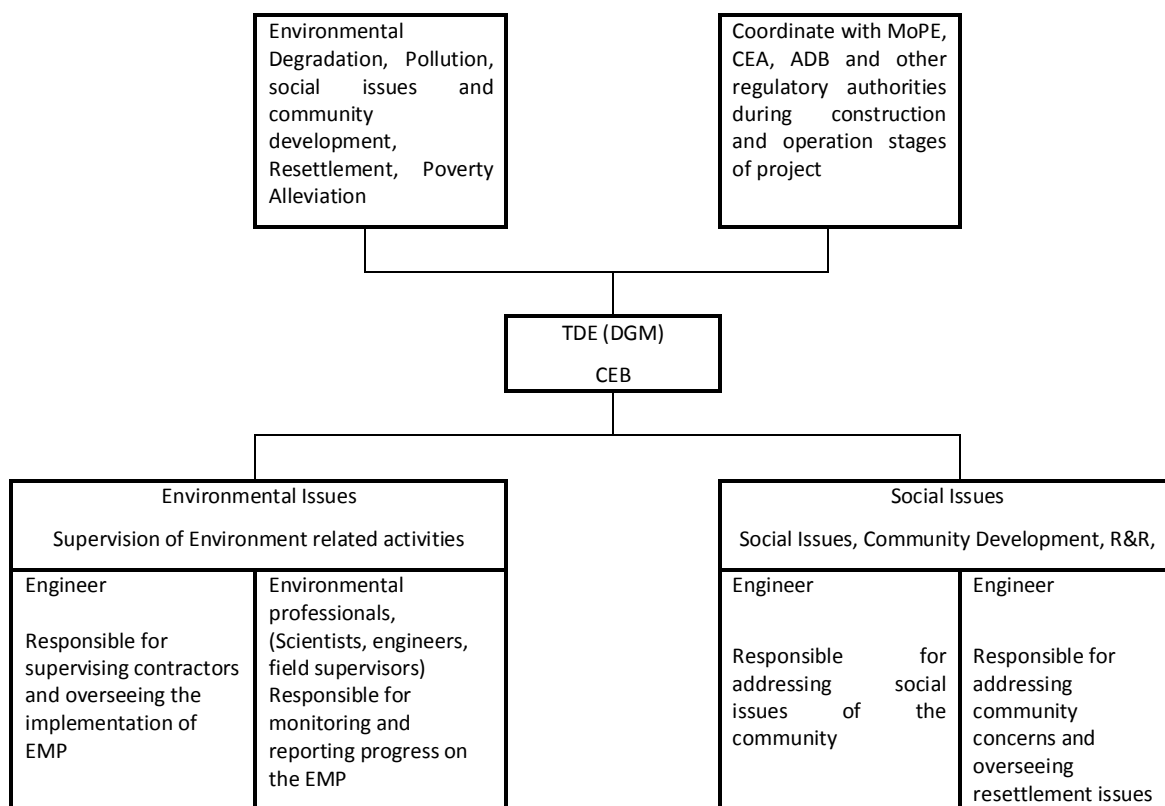 Environmental
Degradation, Pollution,
social issues and
community
development,
Resettlement, Poverty
Alleviation
Coordinate with MoPE,
CEA, ADB and other
regulatory authorities
during construction
and operation stages
of project
TDE (DGM)
CEB
Environmental Issues
Supervision of Environment related activities
Engineer
Responsible for
supervising contractors
and overseeing the
implementation of
EMP
Environmental
professionals,
(Scientists, engineers,
field supervisors)
Responsible for
monitoring and
reporting progress on
the EMP
Social Issues
Social Issues, Community Development, R&R,
Engineer
Responsible for
addressing social
issues of the
community
Engineer
Responsible for
addressing
community
concerns and
overseeing
resettlement issues